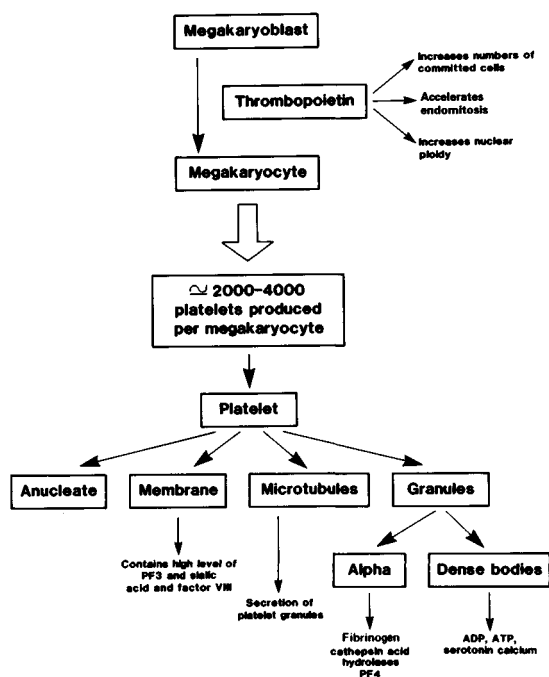 Megakaryoblast
Increases numbers of
committed cells
Thrombopoietin
Accelerates
endomitosis
Increases nuclear
ploidy
Megakaryocyte
≃ 2000-4000
platelets produced
per megakaryocyte
Platelet
Anucleate
Membrane
Microtubules
Granules
Contains high level of
PF3 and sialic
acid and factor VIII
Secretion of
platelet granules
Alpha
Dense bodies
Fibrinogen
cathepsin acid
hydrolases
PF4
ADP, ATP,
serotonin calcium